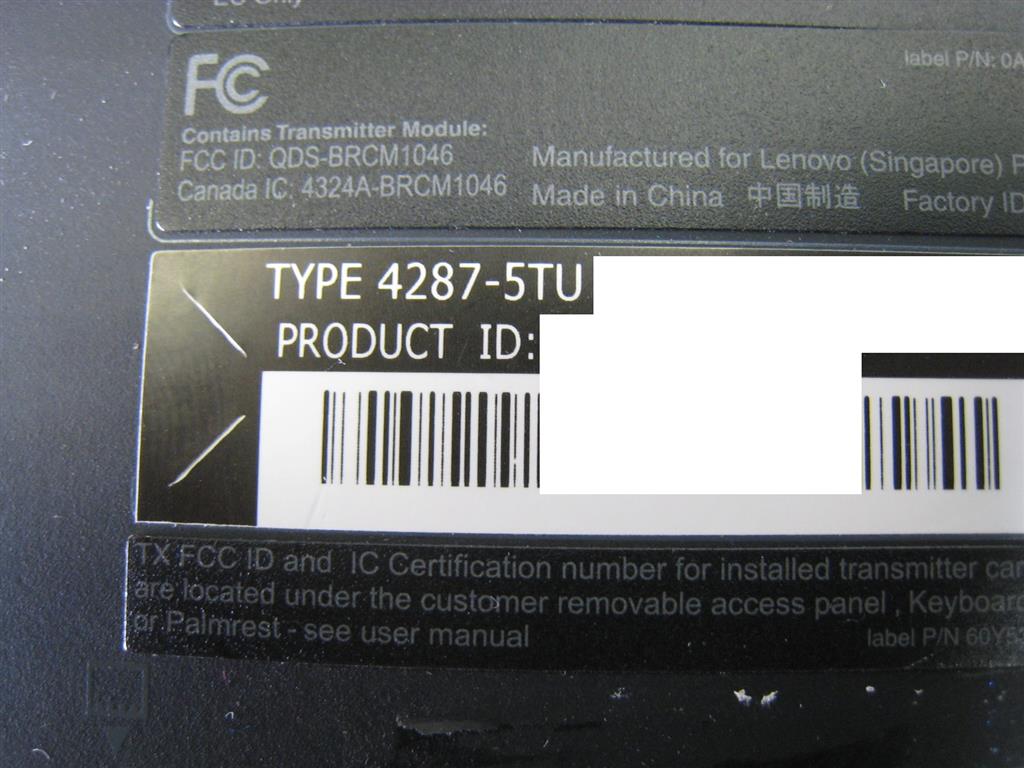 EU Only
FC label P/N: 0A
Contains Transmitter Module:
FCC ID: QDS-BRCM1046
Canada IC: 4324A-BRCM1046
Manufactured for Lenovo (Singapore) P
Made in China 中国制造 Factory ID
TYPE 4287-5TU
PRODUCT ID:
TX FCC ID and IC Certification number for installed transmitter car
are located under the customer removable access panel , Keyboard
or Palmrest - see user manual
label P/N 60Y5